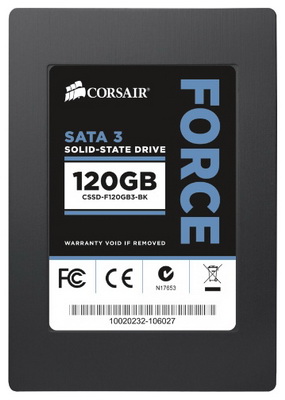 CORSAIR
FORCE
SATA 3
SOLID-STATE DRIVE
120GB
CSSD-F120GB3-BK
WARRANTY VOID IF REMOVED
FC CE
N17653
10020232-106027